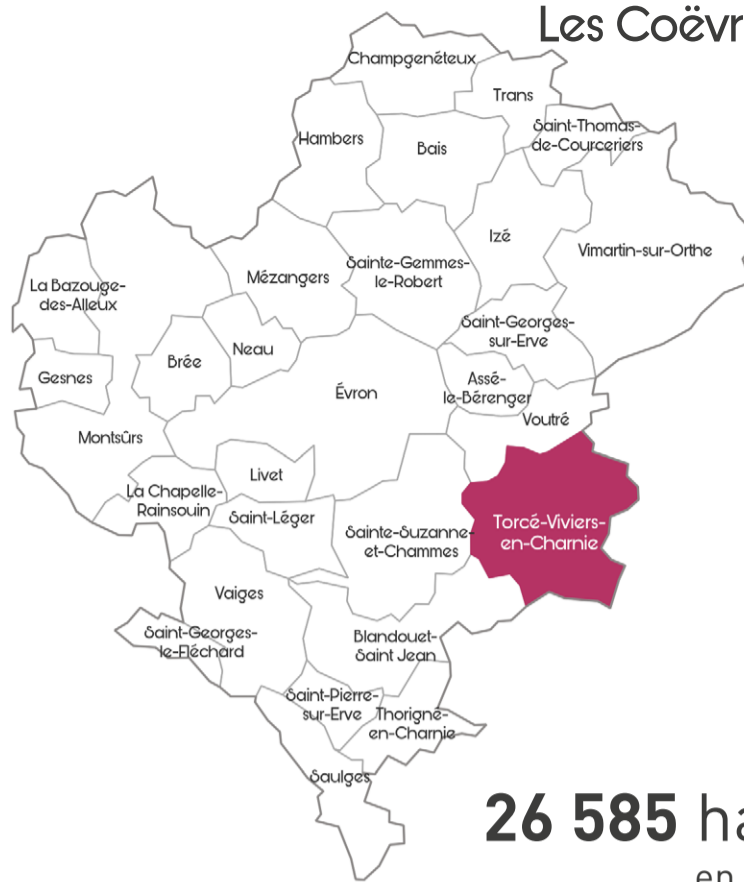 Les Coëvr
Champgenéteux
Trans
Saint-Thomas-
de-Courceriers
Hambers
Bais
Izé
Vimartin-sur-Orthe
Sainte-Gemmes-
le-Robert
Mézangers
La Bazouge-
des-Alleux
Saint-Georges-
sur-Erve
Neau
Brée
Gesnes
Assé-
le-Bérenger
Évron
Voutré
Montsûrs
Livet
La Chapelle-
Rainsouin
Saint-Léger
Sainte-Suzanne-
et-Chammes
Torcé-Viviers-
en-Charnie
Vaiges
Saint-Georges-
le-Fléchard
Blandouet-
Saint Jean
Saint-Pierre-
sur-Erve
Thorigné-
en-Charnie
Saulges
26 585 ha
en